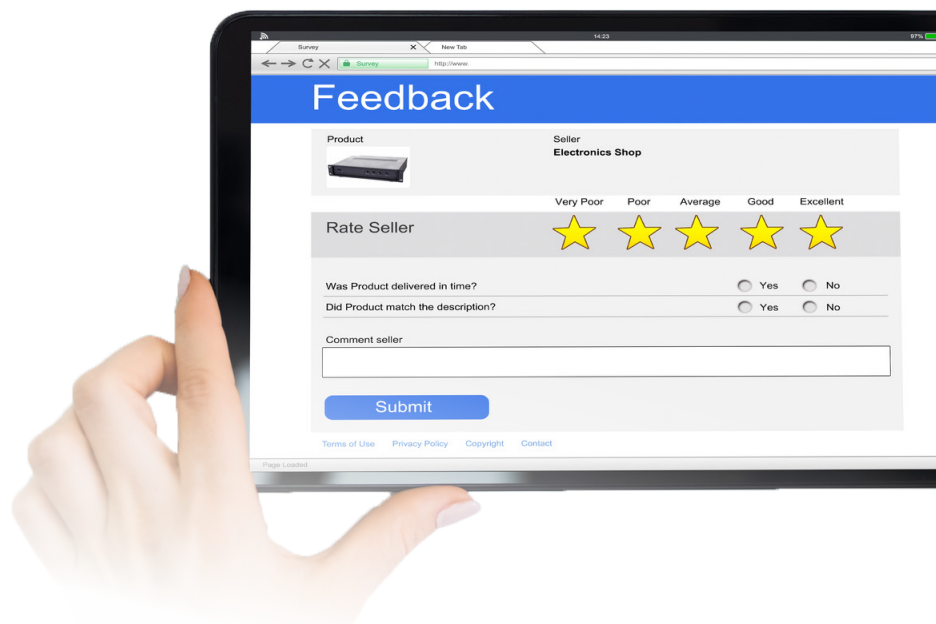 14:23
97%
Survey
New Tab
Survey
http://www
Feedback
Product
Seller
Electronics Shop
Very Poor Poor Average Good Excellent
Rate Seller
Was Product delivered in time? Yes No
Did Product match the description? Yes No
Comment seller
Submit
Terms of Use Privacy Policy Copyright Contact
Page Loaded